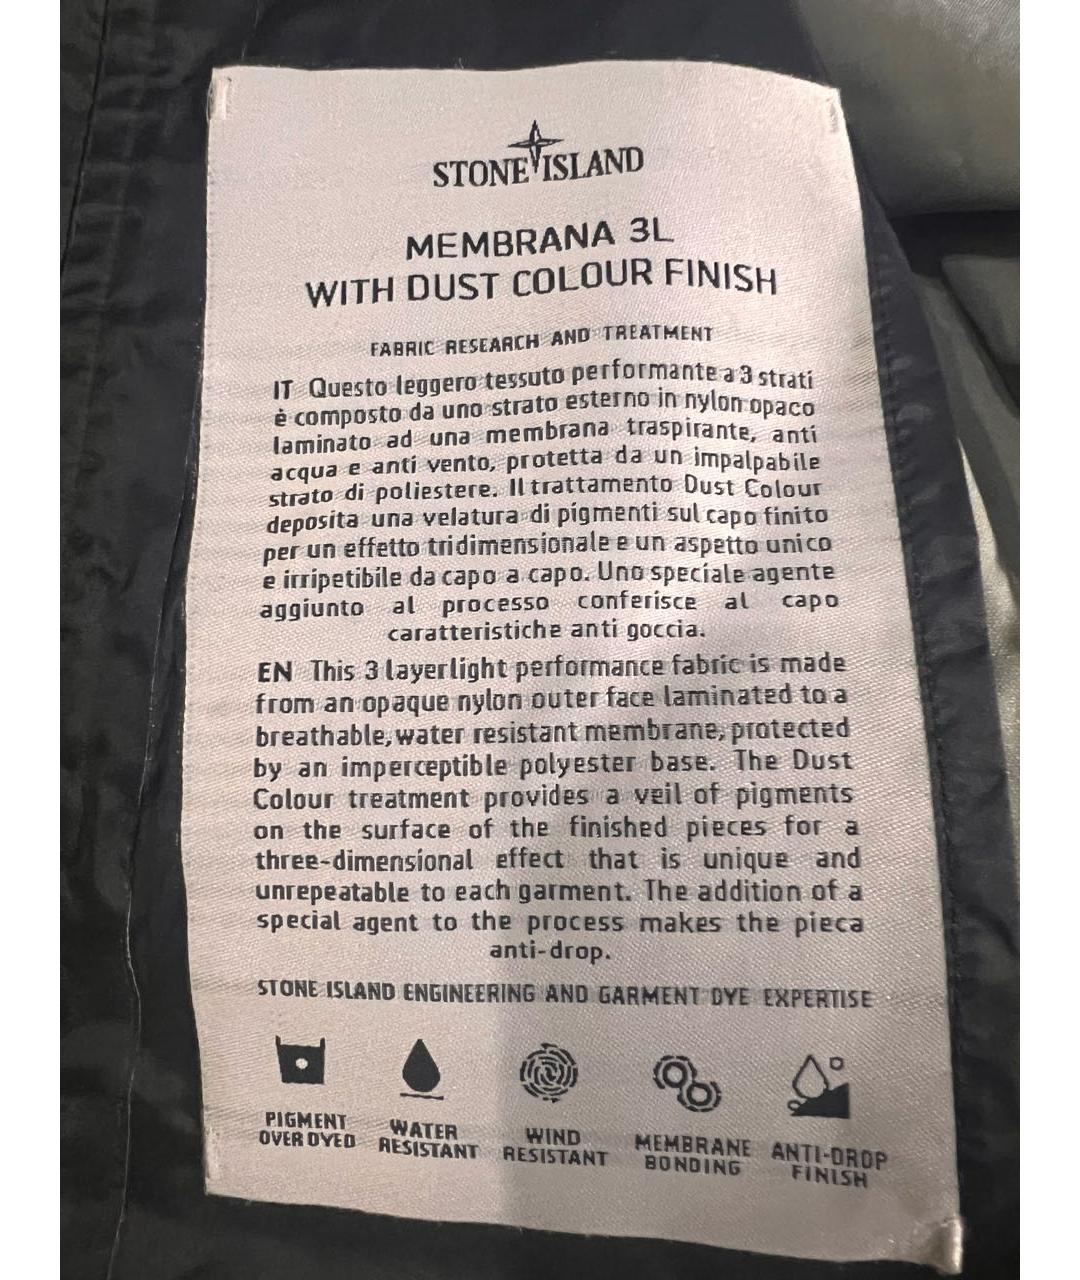 STONE ISLAND
MEMBRANA 3L
WITH DUST COLOUR FINISH
FABRIC RESEARCH AND TREATMENT
IT Questo leggero tessuto performante a 3 strati
è composto da uno strato esterno in nylon opaco
laminato ad una membrana traspirante, anti
acqua e anti vento, protetta da un impalpabile
strato di poliestere. Il trattamento Dust Colour
deposita una velatura di pigmenti sul capo finito
per un effetto tridimensionale e un aspetto unico
e irripetibile da capo a capo. Uno speciale agente
aggiunto al processo conferisce al capo
caratteristiche anti goccia.
EN This 3 layer light performance fabric is made
from an opaque nylon outer face laminated to a
breathable, water resistant membrane, protected
by an imperceptible polyester base. The Dust
Colour treatment provides a veil of pigments
on the surface of the finished pieces for a
three-dimensional effect that is unique and
unrepeatable to each garment. The addition of a
special agent to the process makes the pieca
anti-drop.
STONE ISLAND ENGINEERING AND GARMENT DYE EXPERTISE
PIGMENT
OVER DYED
WATER
RESISTANT
WIND
RESISTANT
MEMBRANE
BONDING
ANTI-DROP
FINISH